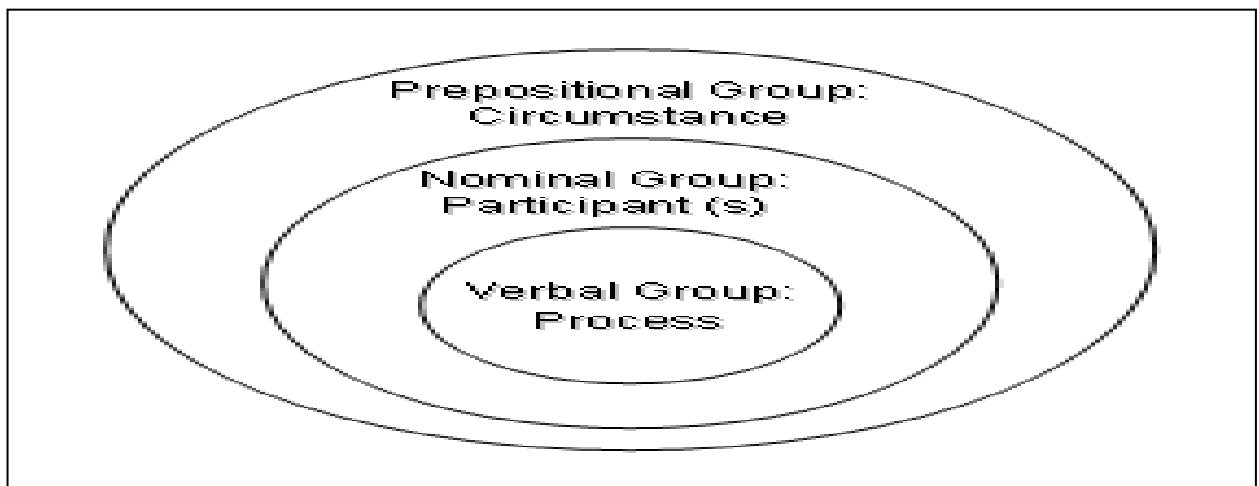 Prepositional Group:
Circumstance
Nominal Group:
Participant (s)
Verbal Group:
Process